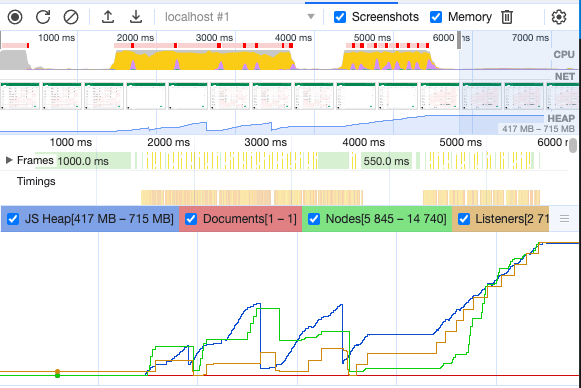 localhost #1
Screenshots
Memory
1000 ms 2000 ms 3000 ms 4000 ms 5000 ms 6000 ms 7000 ms
CPU
NET
HEAP
417 MB – 715 MB
1000 ms 2000 ms 3000 ms 4000 ms 5000 ms 6000 r
Frames 1000.0 ms 550.0 ms
Timings
JS Heap[417 MB – 715 MB] Documents[1 – 1] Nodes[5 845 – 14 740] Listeners[2 71